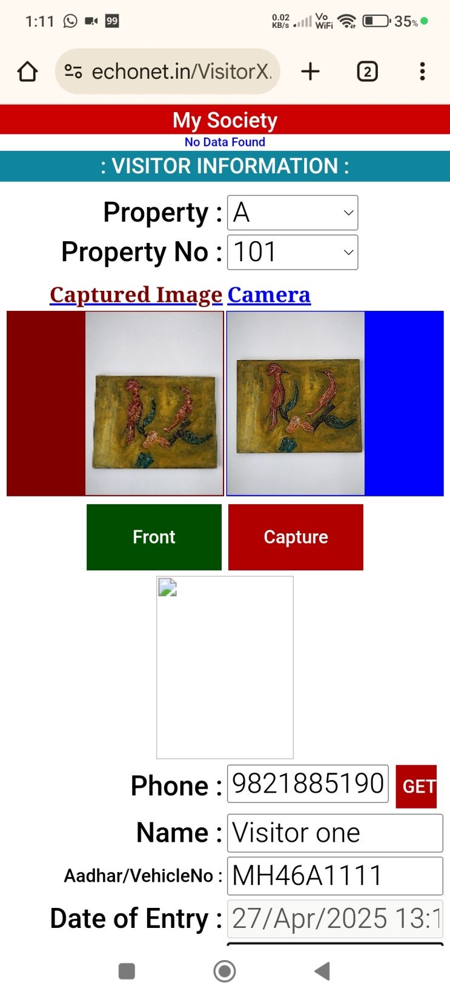 1:11 99 0.02 KB/s Vo WiFi 35%
echonet.in/VisitorX. 2
My Society
No Data Found
: VISITOR INFORMATION :
Property : A
Property No : 101
Captured Image Camera
Front Capture
Phone : 9821885190 GET
Name : Visitor one
Aadhar/VehicleNo : MH46A1111
Date of Entry : 27/Apr/2025 13:1